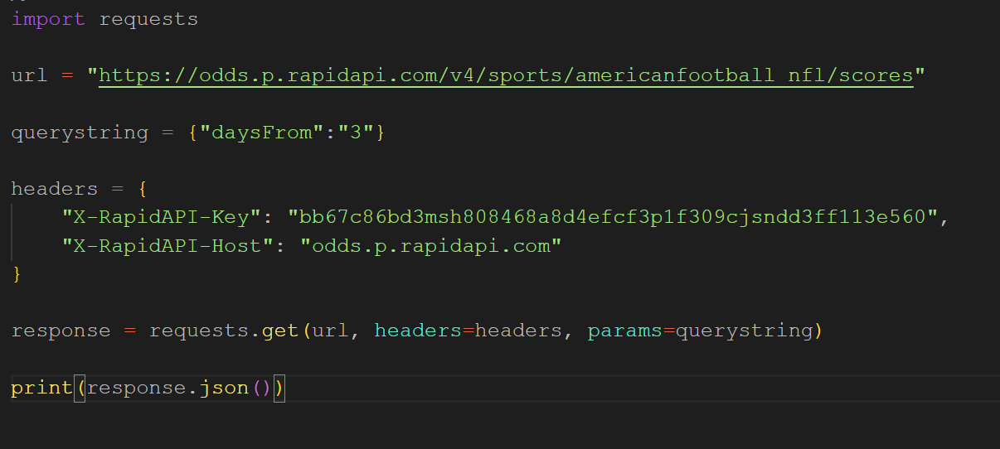 import requests
url = "https://odds.p.rapidapi.com/v4/sports/americanfootball_nfl/scores"
querystring = {"daysFrom":"3"}
headers = {
    "X-RapidAPI-Key": "bb67c86bd3msh808468a8d4efcf3p1f309cjsndd3ff113e560",
    "X-RapidAPI-Host": "odds.p.rapidapi.com"
}
response = requests.get(url, headers=headers, params=querystring)
print(response.json())